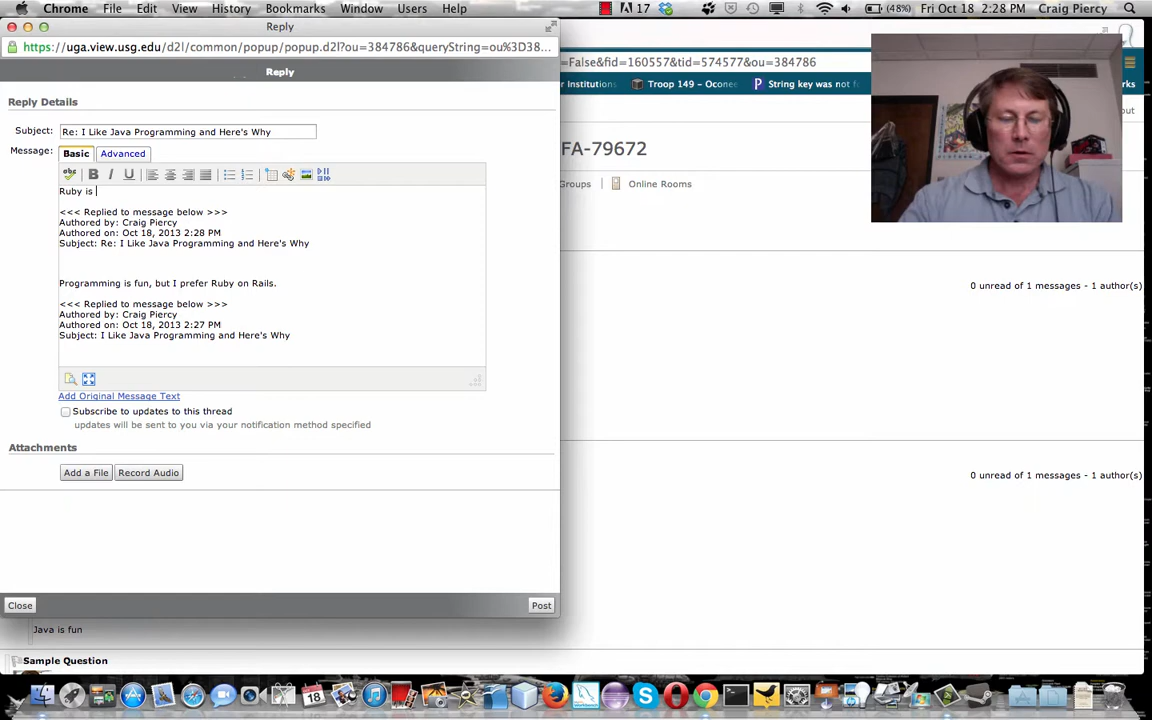 Chrome File Edit View History Bookmarks Window Users Help 17 (48%) Fri Oct 18 2:28 PM Craig Piercy
Reply
https://uga.view.usg.edu/d2l/common/popup/popup.d2l?ou=384786&queryString=ou%3D38...
=False&fid=160557&tid=574577&ou=384786
Reply
Institutions Troop 149 – Ocone String key was not f
Reply Details
Subject: Re: I Like Java Programming and Here's Why
Message: Basic Advanced
FA-79672
Groups Online Rooms
Ruby is
<<< Replied to message below >>>
Authored by: Craig Piercy
Authored on: Oct 18, 2013 2:28 PM
Subject: Re: I Like Java Programming and Here's Why
Programming is fun, but I prefer Ruby on Rails.
0 unread of 1 messages - 1 author(s)
<<< Replied to message below >>>
Authored by: Craig Piercy
Authored on: Oct 18, 2013 2:27 PM
Subject: I Like Java Programming and Here's Why
Add Original Message Text
Subscribe to updates to this thread
updates will be sent to you via your notification method specified
Attachments
Add a File Record Audio
0 unread of 1 messages - 1 author(s)
Close Post
Java is fun
Sample Question
18